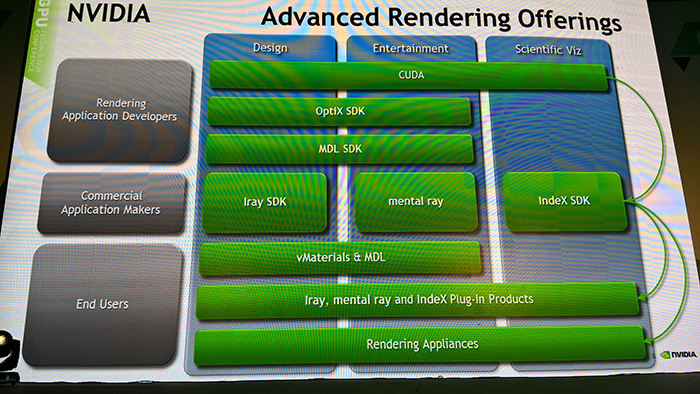 GPU
TECHNOLOGY
CONFERENCE
NVIDIA
Advanced Rendering Offerings
Design
Entertainment
Scientific Viz
Rendering
Application Developers
CUDA
OptiX SDK
MDL SDK
Commercial
Application Makers
Iray SDK
mental ray
IndeX SDK
End Users
vMaterials & MDL
Iray, mental ray and IndeX Plug-In Products
Rendering Appliances
NVIDIA